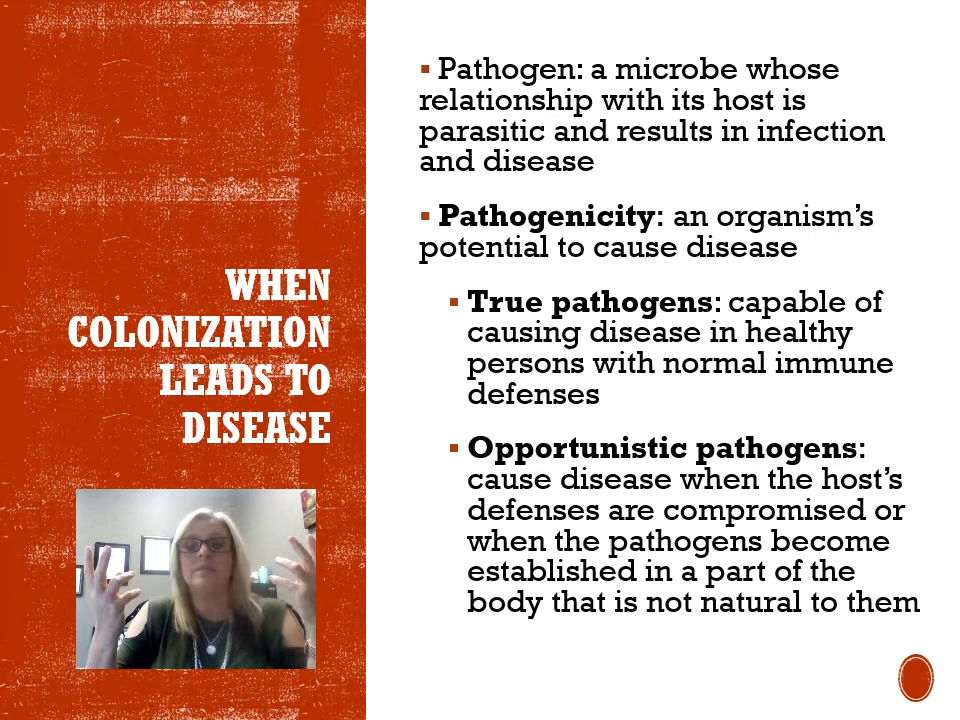 WHEN
COLONIZATION
LEADS TO
DISEASE
▪ Pathogen: a microbe whose
relationship with its host is
parasitic and results in infection
and disease
▪ Pathogenicity: an organism’s
potential to cause disease
▪ True pathogens: capable of
causing disease in healthy
persons with normal immune
defenses
▪ Opportunistic pathogens:
cause disease when the host’s
defenses are compromised or
when the pathogens become
established in a part of the
body that is not natural to them